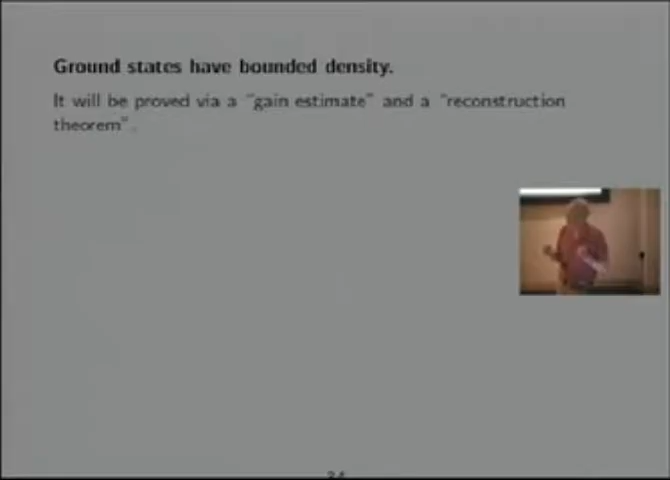 Ground states have bounded density.
It will be proved via a "gain estimate" and a "reconstruction
theorem".